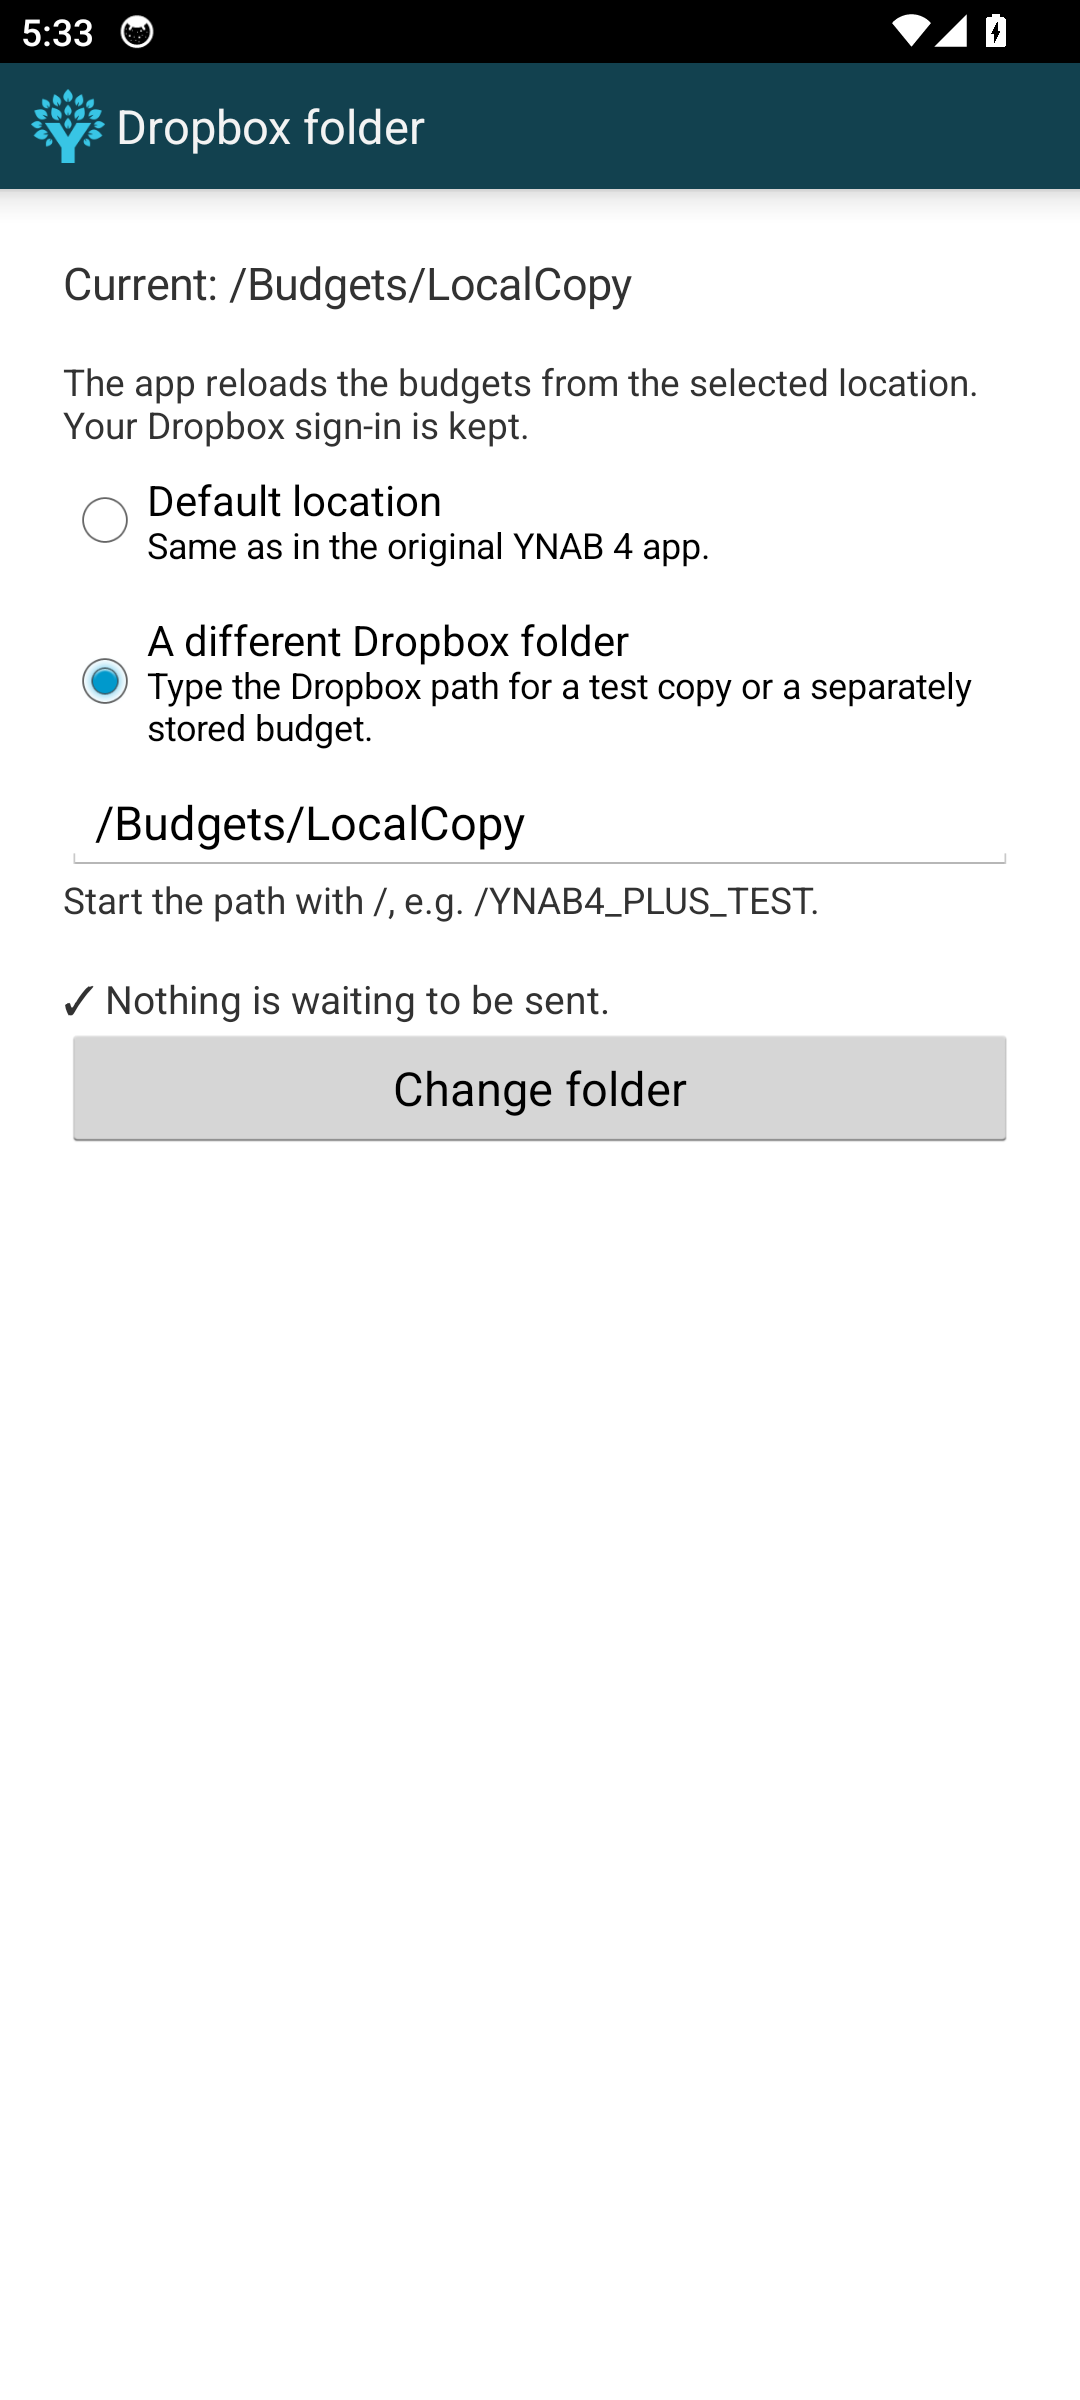 5:33
Dropbox folder
Current: /Budgets/LocalCopy
The app reloads the budgets from the selected location.
Your Dropbox sign-in is kept.
Default location
Same as in the original YNAB 4 app.
A different Dropbox folder
Type the Dropbox path for a test copy or a separately
stored budget.
/Budgets/LocalCopy
Start the path with /, e.g. /YNAB4_PLUS_TEST.
✓ Nothing is waiting to be sent.
Change folder